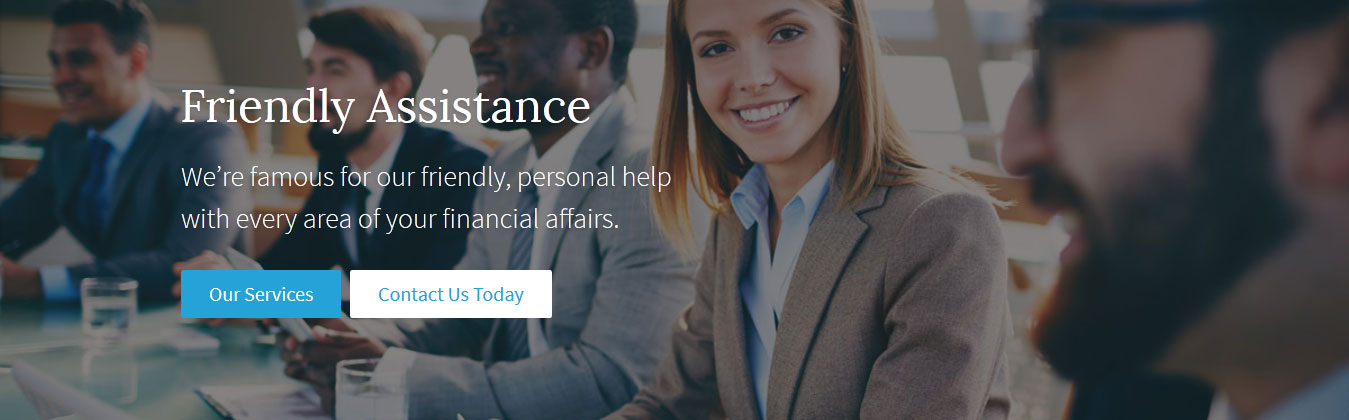 Friendly Assistance
We’re famous for our friendly, personal help
with every area of your financial affairs.
Our Services
Contact Us Today